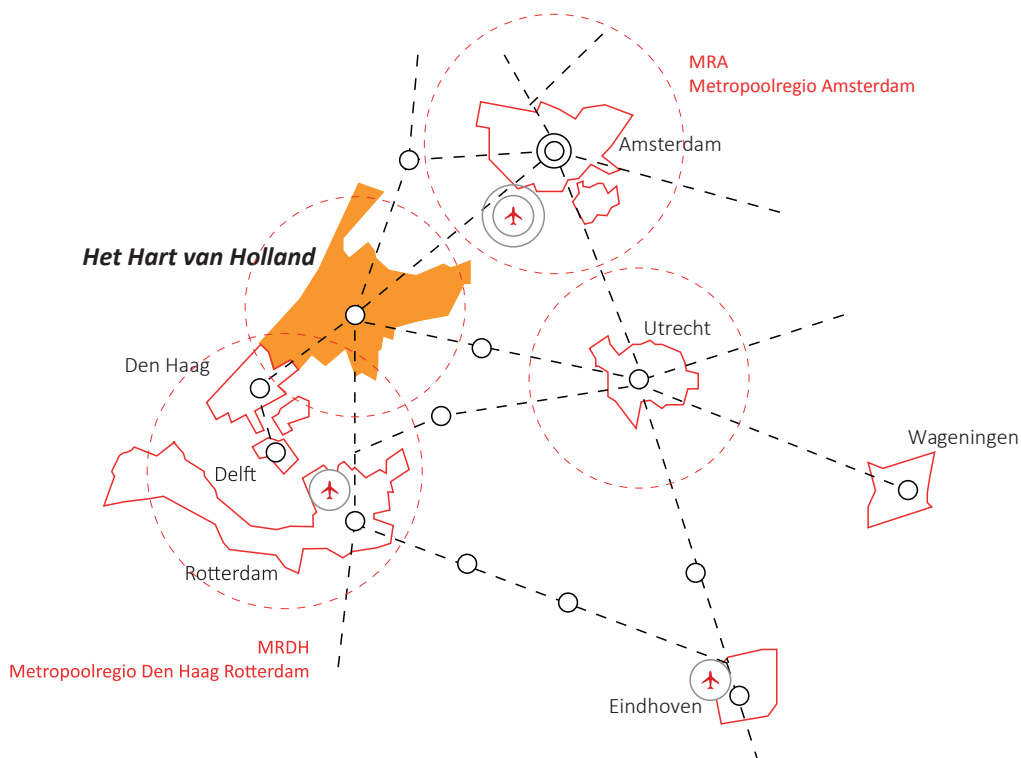 MRA
Metropoolregio Amsterdam
Amsterdam
Het Hart van Holland
Utrecht
Den Haag
Wageningen
Delft
Rotterdam
MRDH
Metropoolregio Den Haag Rotterdam
Eindhoven